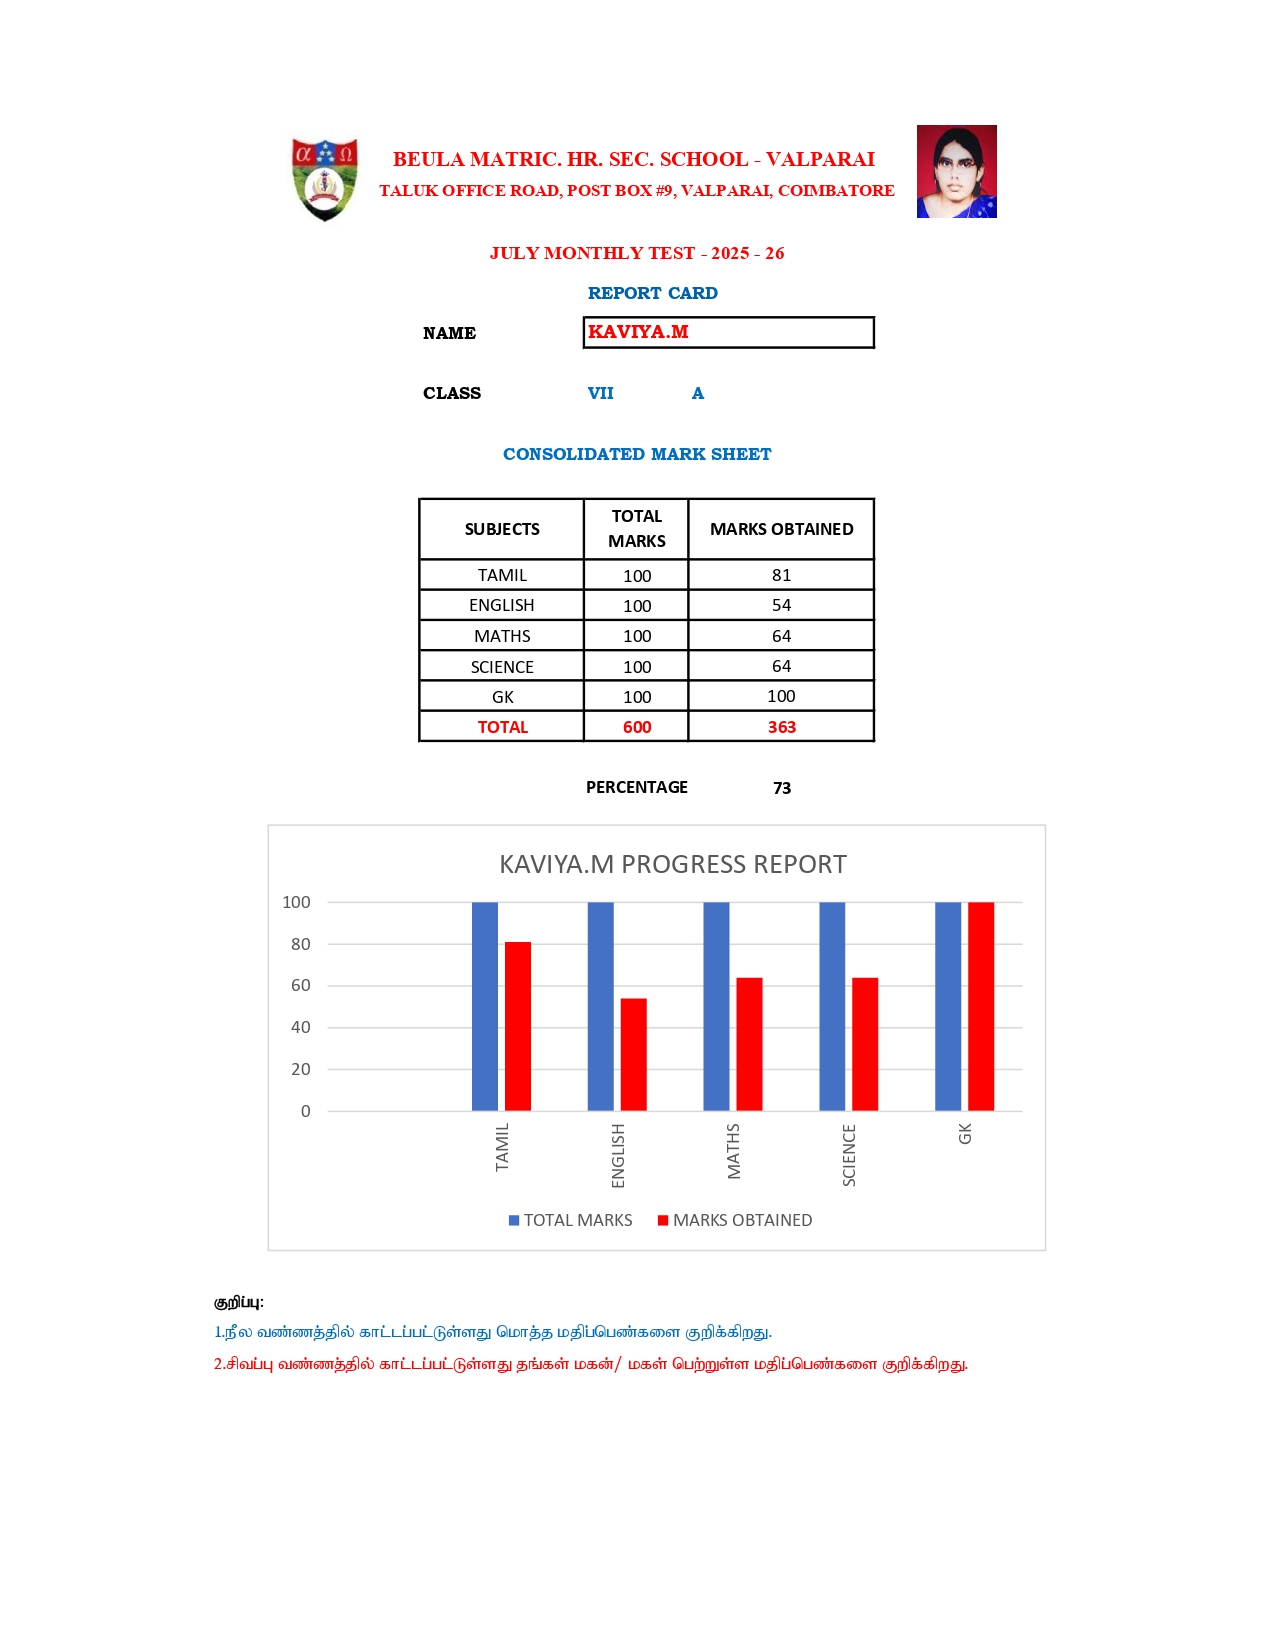 α Ω
BEULA MATRIC. HR. SEC. SCHOOL - VALPARAI
TALUK OFFICE ROAD, POST BOX #9, VALPARAI, COIMBATORE
JULY MONTHLY TEST - 2025 - 26
REPORT CARD
NAME KAVIYA.M
CLASS VII A
CONSOLIDATED MARK SHEET
SUBJECTS TOTAL MARKS MARKS OBTAINED
TAMIL 100 81
ENGLISH 100 54
MATHS 100 64
SCIENCE 100 64
GK 100 100
TOTAL 600 363
PERCENTAGE 73
KAVIYA.M PROGRESS REPORT
100
80
60
40
20
0
TAMIL ENGLISH MATHS SCIENCE GK
TOTAL MARKS MARKS OBTAINED
குறிப்பு:
1.நீல வண்ணத்தில் காட்டப்பட்டுள்ளது மொத்த மதிப்பெண்களை குறிக்கிறது.
2.சிவப்பு வண்ணத்தில் காட்டப்பட்டுள்ளது தங்கள் மகன்/ மகள் பெற்றுள்ள மதிப்பெண்களை குறிக்கிறது.